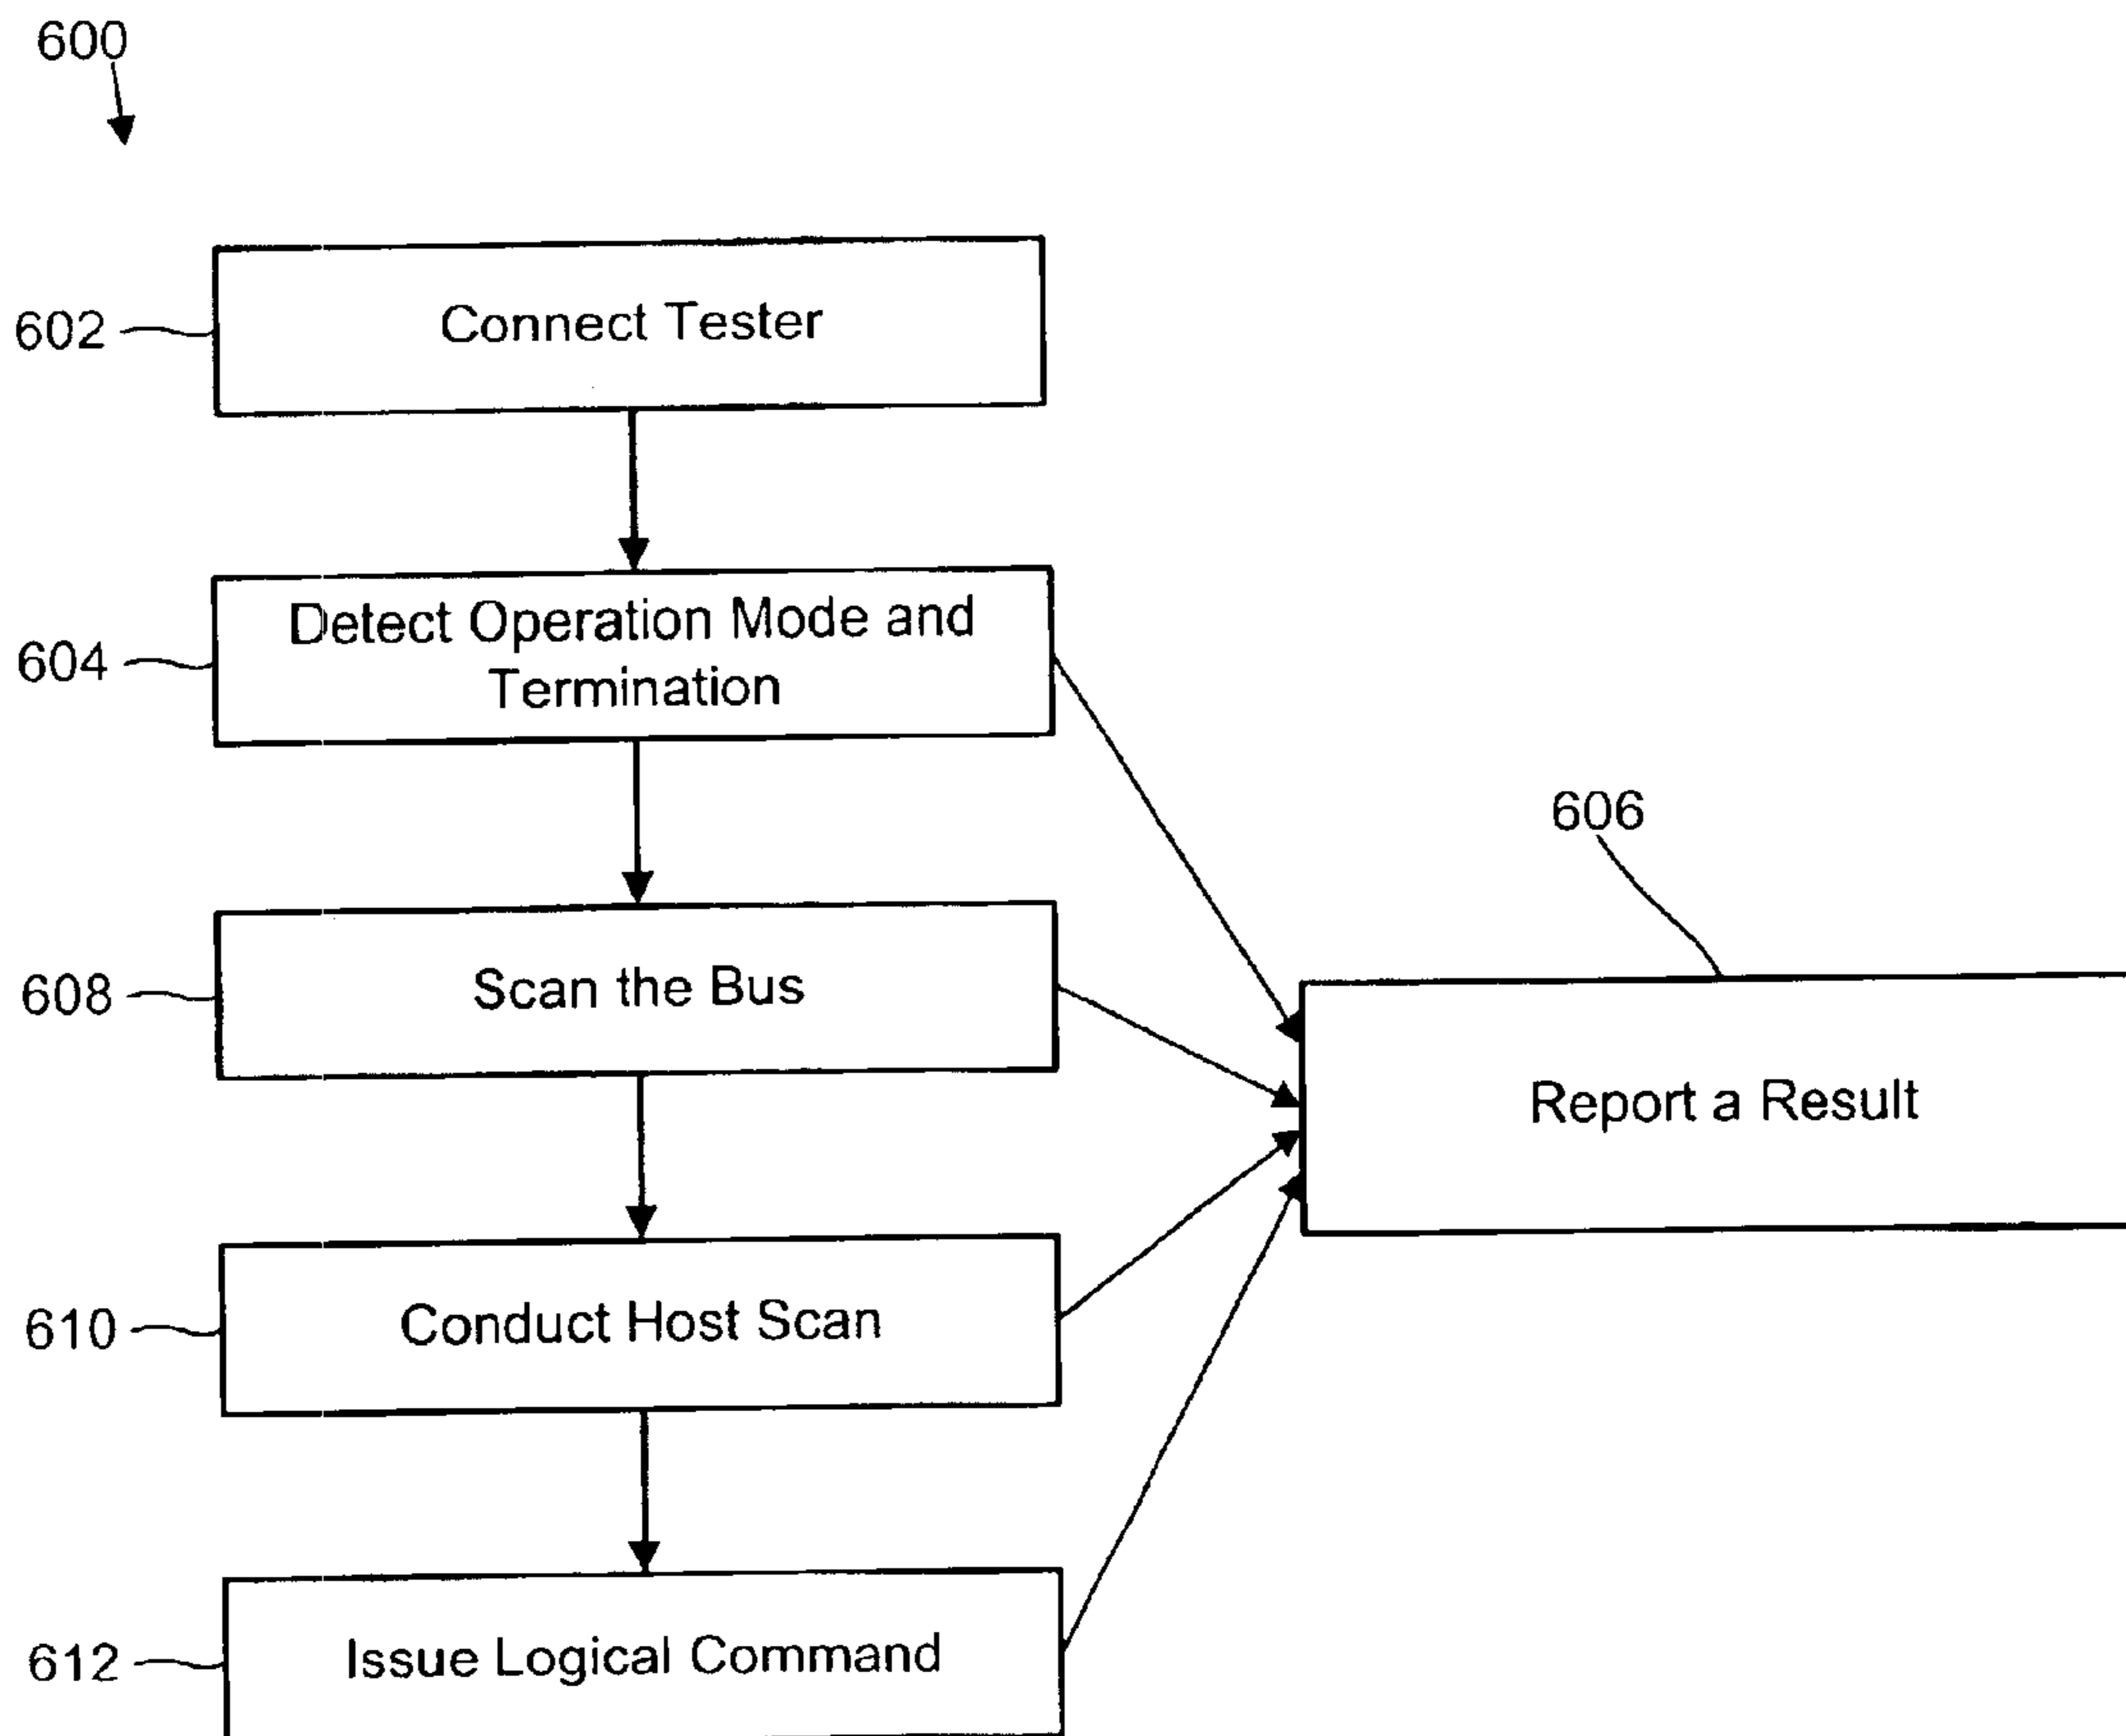 600
602
Connect Tester
604
Detect Operation Mode and
Termination
606
608
Scan the Bus
Report a Result
610
Conduct Host Scan
612
Issue Logical Command